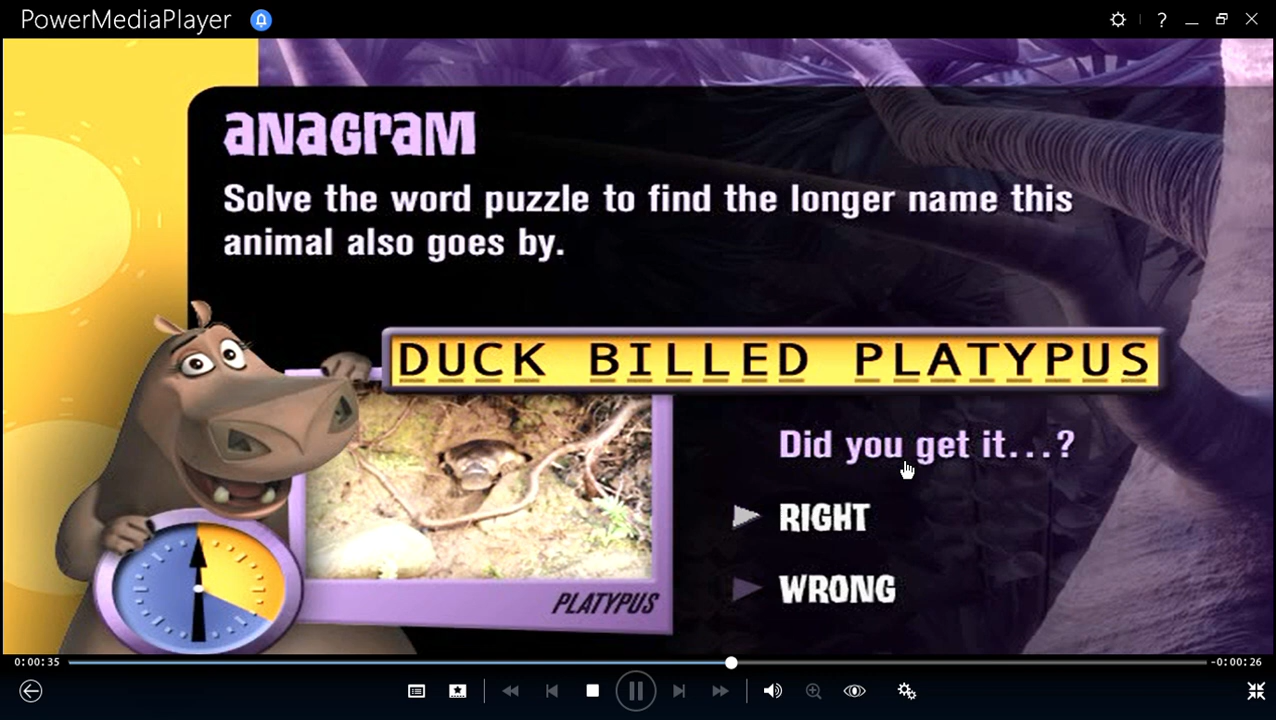 PowerMediaPlayer
?
aNagraM
Solve the word puzzle to find the longer name this
animal also goes by.
DUCK BILLED PLATYPUS
Did you get it...?
RIGHT
WRONG
PLATYPUS
0:00:35
-0:00:26